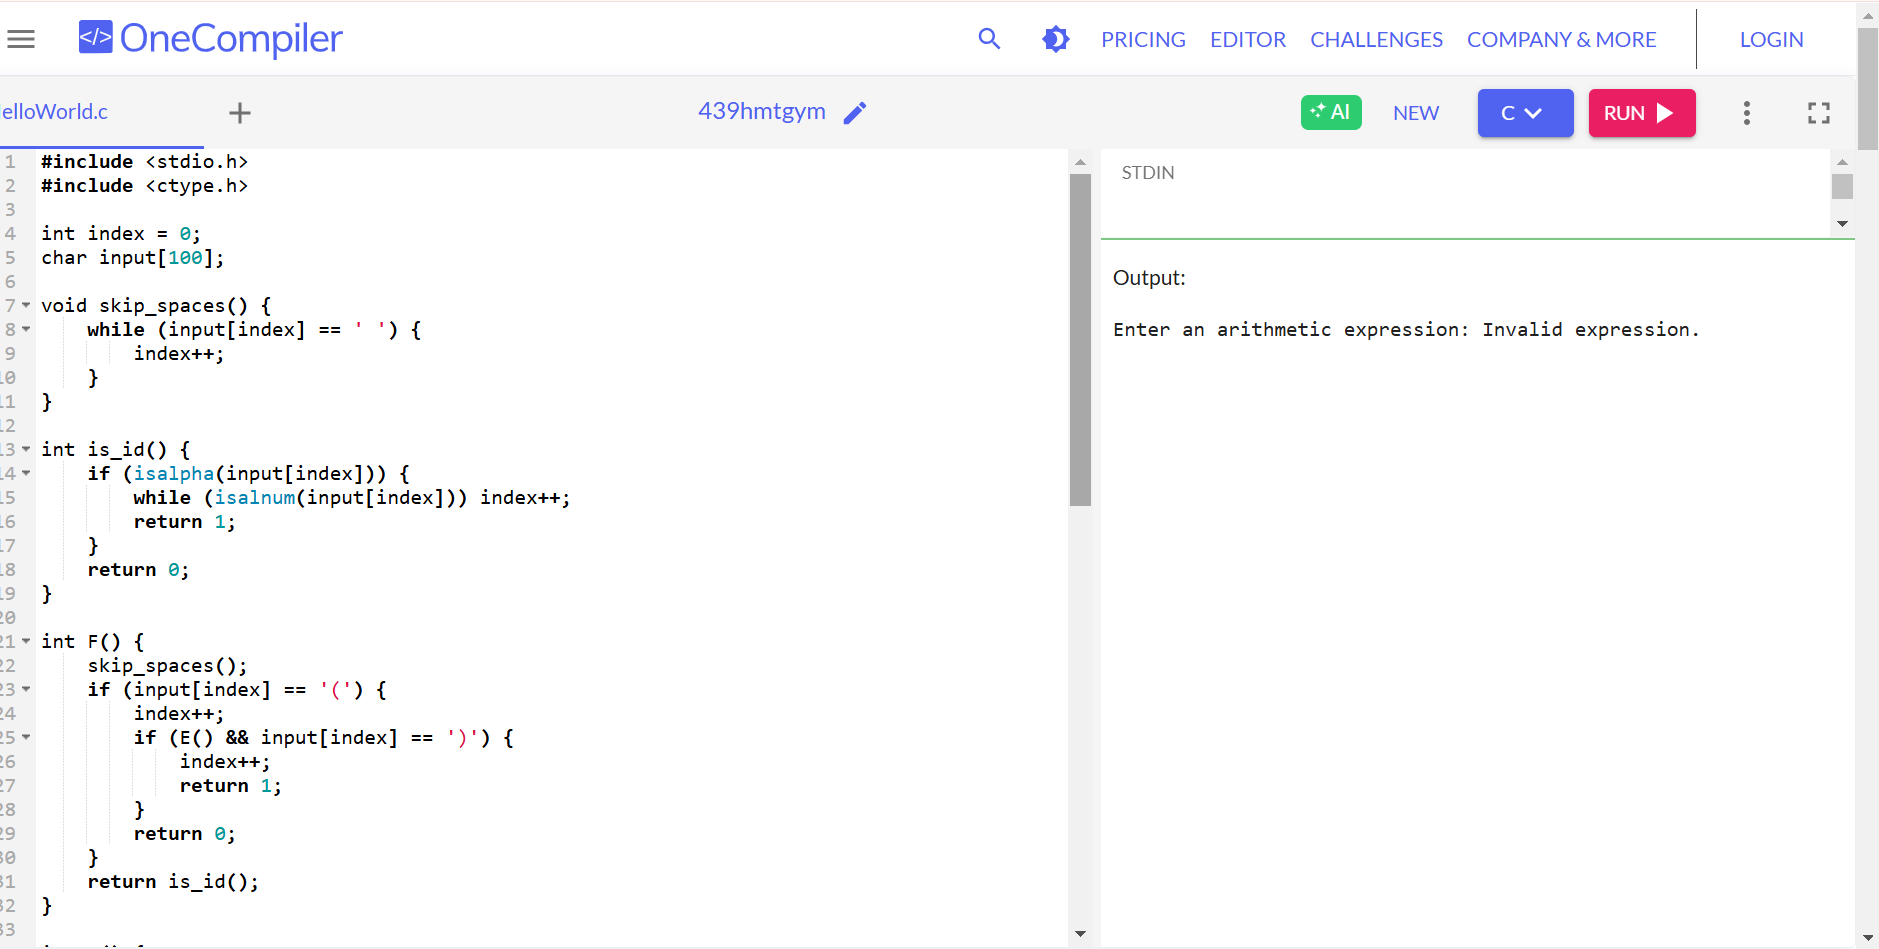 </> OneCompiler
PRICING EDITOR CHALLENGES COMPANY & MORE LOGIN
elloWorld.c + 439hmtgym AI NEW C RUN
1 #include <stdio.h>
2 #include <ctype.h>
3
4 int index = 0;
5 char input[100];
6
7 void skip_spaces() {
8     while (input[index] == ' ') {
9         index++;
10     }
11 }
12
13 int is_id() {
14     if (isalpha(input[index])) {
15         while (isalnum(input[index])) index++;
16         return 1;
17     }
18     return 0;
19 }
20
21 int F() {
22     skip_spaces();
23     if (input[index] == '(') {
24         index++;
25         if (E() && input[index] == ')') {
26             index++;
27             return 1;
28         }
29         return 0;
30     }
31     return is_id();
32 }
33
STDIN
Output:
Enter an arithmetic expression: Invalid expression.